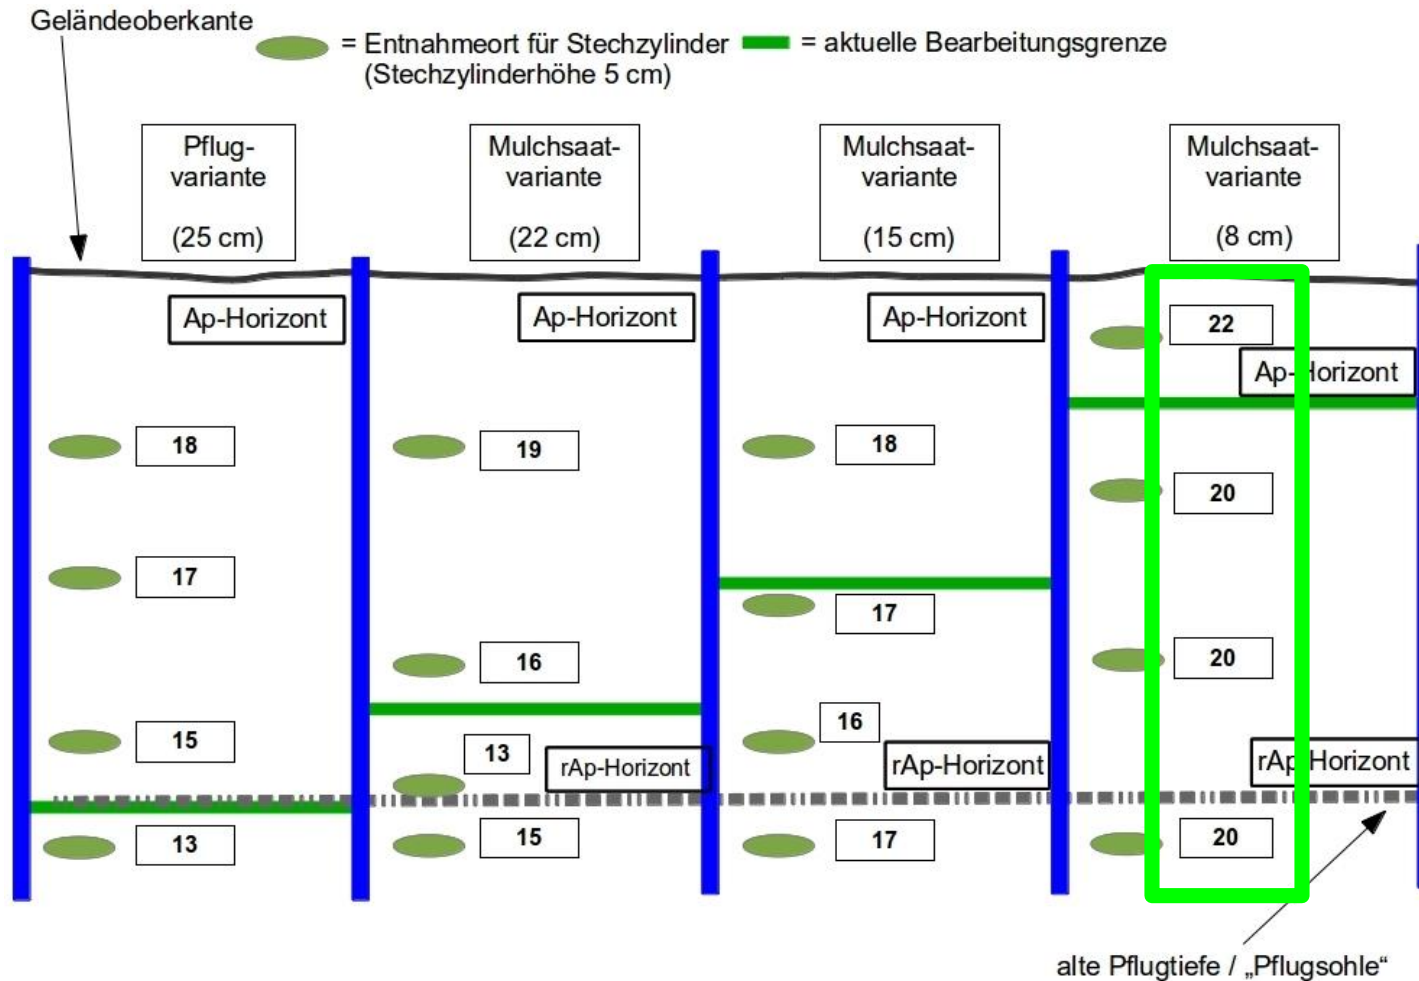 Geländeoberkante
= Entnahmeort für Stechzylinder
(Stechzylinderhöhe 5 cm)
= aktuelle Bearbeitungsgrenze
Pflug-
variante
(25 cm)
Mulchsaat-
variante
(22 cm)
Mulchsaat-
variante
(15 cm)
Mulchsaat-
variante
(8 cm)
Ap-Horizont
18
17
15
13
Ap-Horizont
19
16
13
rAp-Horizont
15
Ap-Horizont
18
17
16
rAp-Horizont
17
22
Ap-Horizont
20
20
rAp-Horizont
20
alte Pflugtiefe / „Pflugsohle“